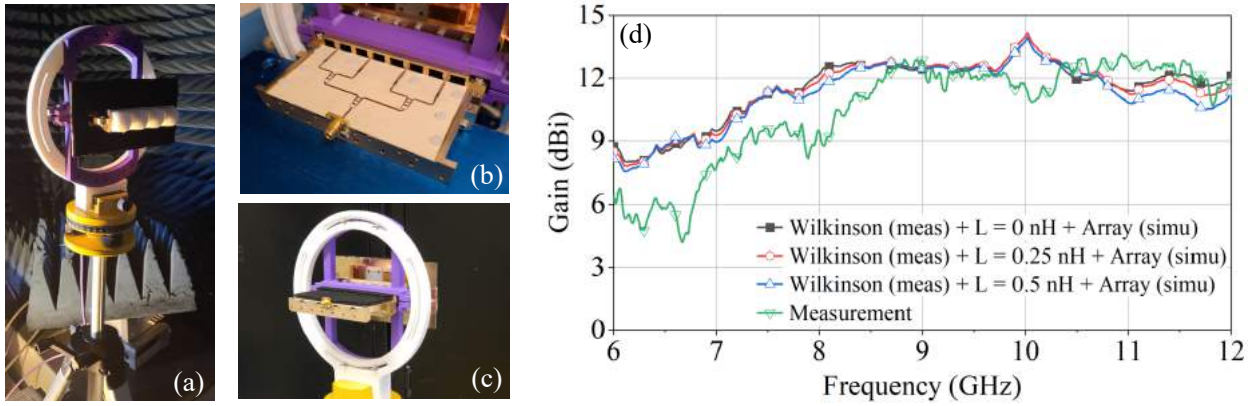 (a)
(b)
(c)
(d)
15
12
9
6
3
0
Gain (dBi)
Wilkinson (meas) + L = 0 nH + Array (simu)
Wilkinson (meas) + L = 0.25 nH + Array (simu)
Wilkinson (meas) + L = 0.5 nH + Array (simu)
Measurement
6 7 8 9 10 11 12
Frequency (GHz)